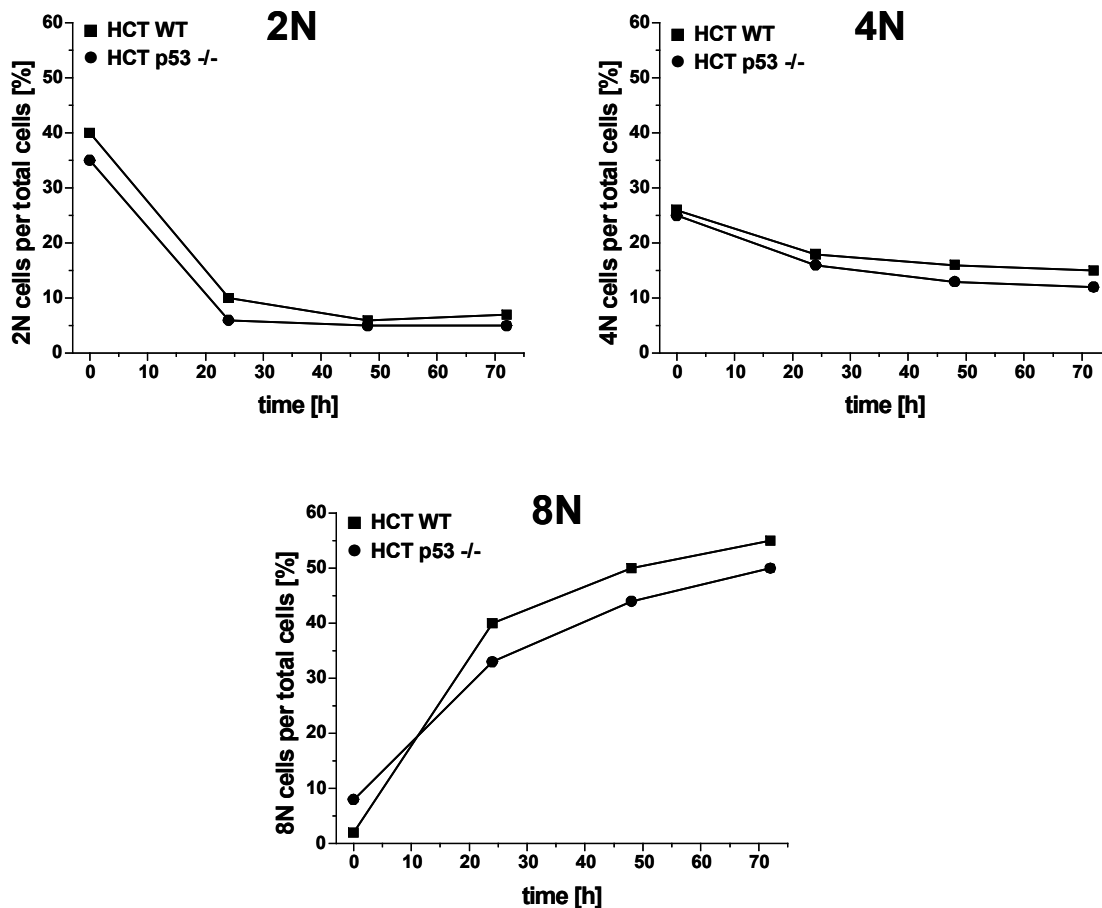 2N
HCT WT
HCT p53 -/-
2N cells per total cells [%]
60
50
40
30
20
10
0
0 10 20 30 40 50 60 70
time [h]
4N
HCT WT
HCT p53 -/-
4N cells per total cells [%]
60
50
40
30
20
10
0
0 10 20 30 40 50 60 70
time [h]
8N
HCT WT
HCT p53 -/-
8N cells per total cells [%]
60
50
40
30
20
10
0
0 10 20 30 40 50 60 70
time [h]